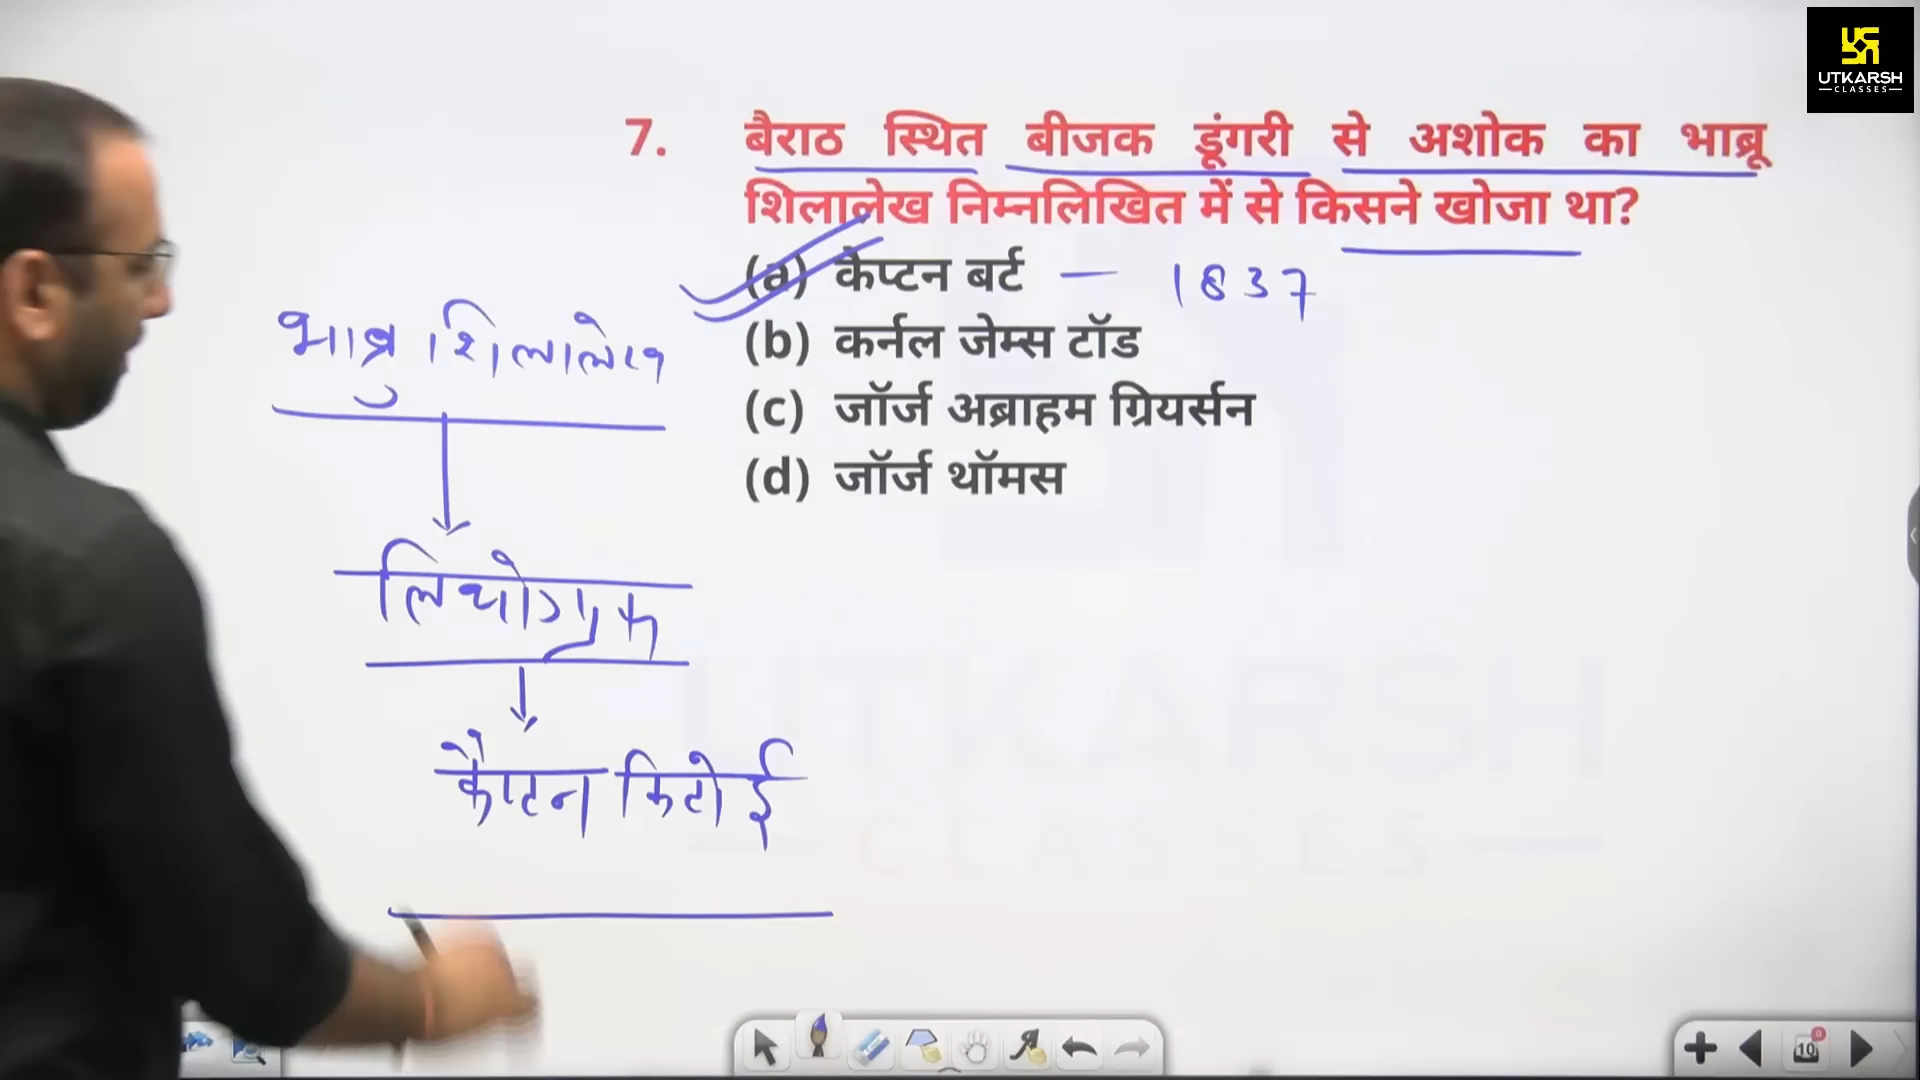 UTKARSH
CLASSES
7. बैराठ स्थित बीजक डूंगरी से अशोक का भाब्रू
शिलालेख निम्नलिखित में से किसने खोजा था?
(a) कैप्टन बर्ट — 1837
(b) कर्नल जेम्स टॉड
(c) जॉर्ज अब्राहम ग्रियर्सन
(d) जॉर्ज थॉमस
भाब्रु शिलालेख
लिथोग्राफ
कैप्टन किटोई
UTKARSH
CLASSES
10